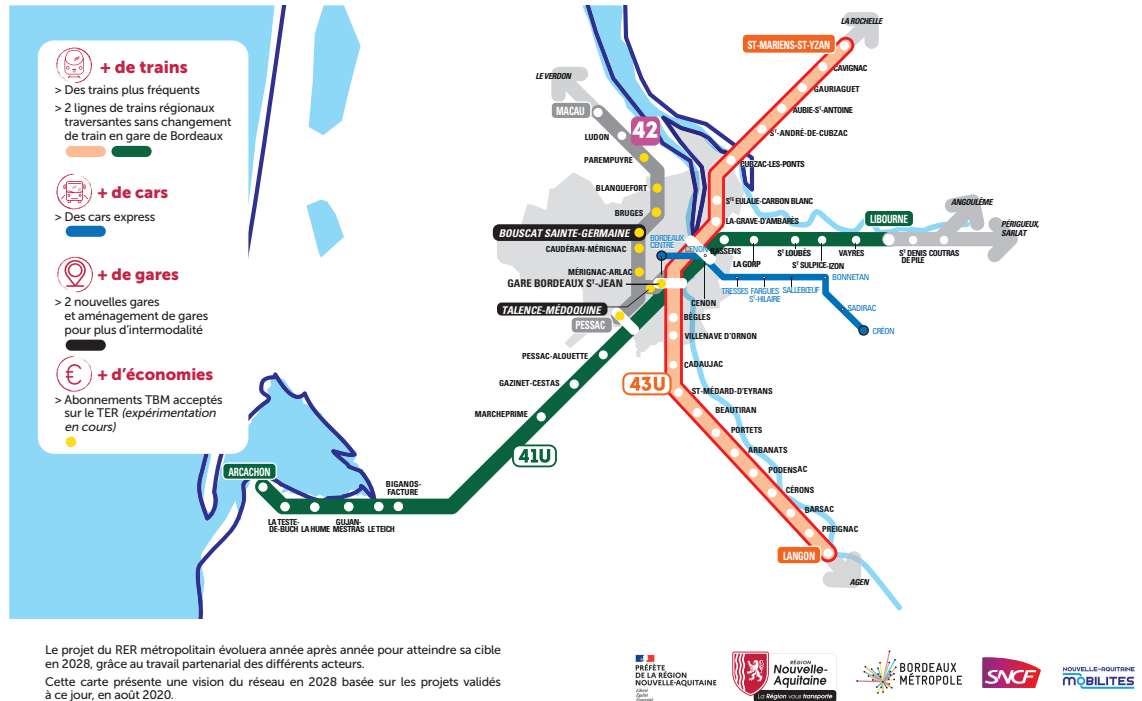 + de trains
> Des trains plus fréquents
> 2 lignes de trains régionaux
traversantes sans changement
de train en gare de Bordeaux
+ de cars
> Des cars express
+ de gares
> 2 nouvelles gares
et aménagement de gares
pour plus d'intermodalité
€ + d'économies
> Abonnements TBM acceptés
sur le TER (expérimentation
en cours)
LA ROCHELLE
ST-MARIENS-ST-YZAN
CAVIGNAC
GAURIAGUET
AUBIE-ST-ANTOINE
ST-ANDRÉ-DE-CUBZAC
CUBZAC-LES-PONTS
STE EULALIE-CARBON BLANC
LA-GRAVE-D'AMBARÈS
LE VERDON
MACAU
42
LUDON
PAREMPUYRE
BLANQUEFORT
BRUGES
BOUSCAT SAINTE-GERMAINE
CAUDÉRAN-MÉRIGNAC
MÉRIGNAC-ARLAC
GARE BORDEAUX ST-JEAN
TALENCE-MÉDOQUINE
PESSAC
BORDEAUX
CENTRE
CENON
BASSENS
LA GORP
ST LOUBÈS
ST SULPICE-IZON
VAYRES
LIBOURNE
ST DENIS
DE PILE
COUTRAS
ANGOULÊME
PÉRIGUEUX,
SARLAT
CENON
TRESSES
FARGUES
ST-HILAIRE
SALLEBŒUF
BONNETAN
SADIRAC
CRÉON
BÈGLES
VILLENAVE D'ORNON
CADAUJAC
43U
ST-MÉDARD-D'EYRANS
BEAUTIRAN
PORTETS
ARBANATS
PODENSAC
CÉRONS
BARSAC
PREIGNAC
LANGON
AGEN
PESSAC-ALOUETTE
GAZINET-CESTAS
MARCHEPRIME
41U
ARCACHON
LA TESTE-
DE-BUCH
LA HUME
GUJAN-
MESTRAS
LE TEICH
BIGANOS-
FACTURE
Le projet du RER métropolitain évoluera année après année pour atteindre sa cible
en 2028, grâce au travail partenarial des différents acteurs.
Cette carte présente une vision du réseau en 2028 basée sur les projets validés
à ce jour, en août 2020.
PRÉFÈTE
DE LA RÉGION
NOUVELLE-AQUITAINE
Liberté
Égalité
Fraternité
RÉGION
Nouvelle-
Aquitaine
La Région vous transporte
BORDEAUX
MÉTROPOLE
SNCF
NOUVELLE-AQUITAINE
MOBILITES